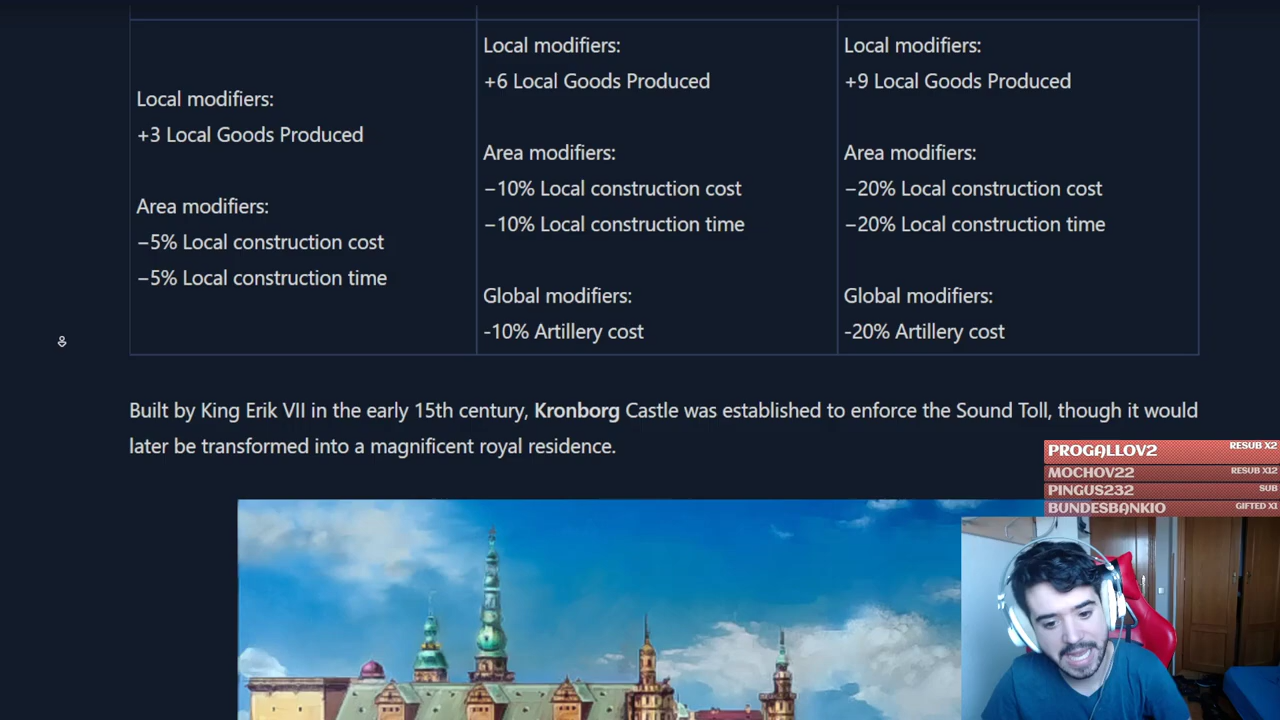 Local modifiers:
+3 Local Goods Produced
Area modifiers:
−5% Local construction cost
−5% Local construction time
Local modifiers:
+6 Local Goods Produced
Area modifiers:
−10% Local construction cost
−10% Local construction time
Global modifiers:
-10% Artillery cost
Local modifiers:
+9 Local Goods Produced
Area modifiers:
−20% Local construction cost
−20% Local construction time
Global modifiers:
-20% Artillery cost
Built by King Erik VII in the early 15th century, Kronborg Castle was established to enforce the Sound Toll, though it would
later be transformed into a magnificent royal residence.
PROGALLOV2 RESUB X2
MOCHOV22 RESUB X12
PINGUS232 SUB
BUNDESBANKIO GIFTED X1